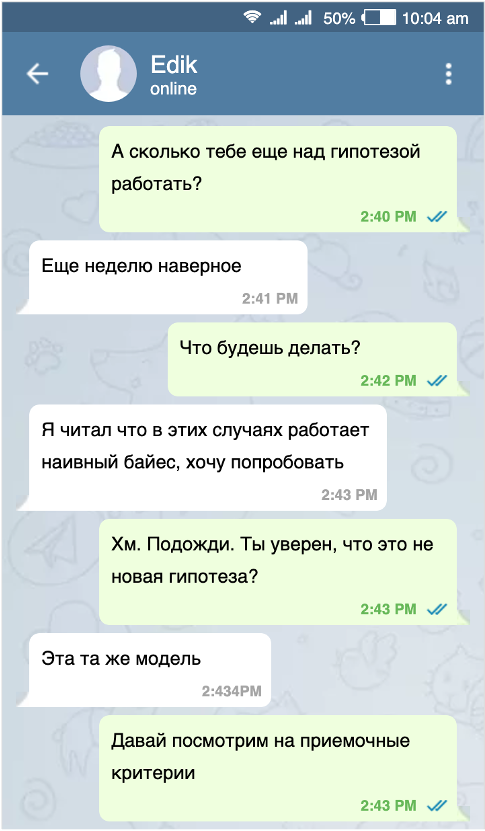 50% 10:04 am
Edik
online
А сколько тебе еще над гипотезой
работать?
2:40 PM
Еще неделю наверное
2:41 PM
Что будешь делать?
2:42 PM
Я читал что в этих случаях работает
наивный байес, хочу попробовать
2:43 PM
Хм. Подожди. Ты уверен, что это не
новая гипотеза?
2:43 PM
Эта та же модель
2:434PM
Давай посмотрим на приемочные
критерии
2:43 PM